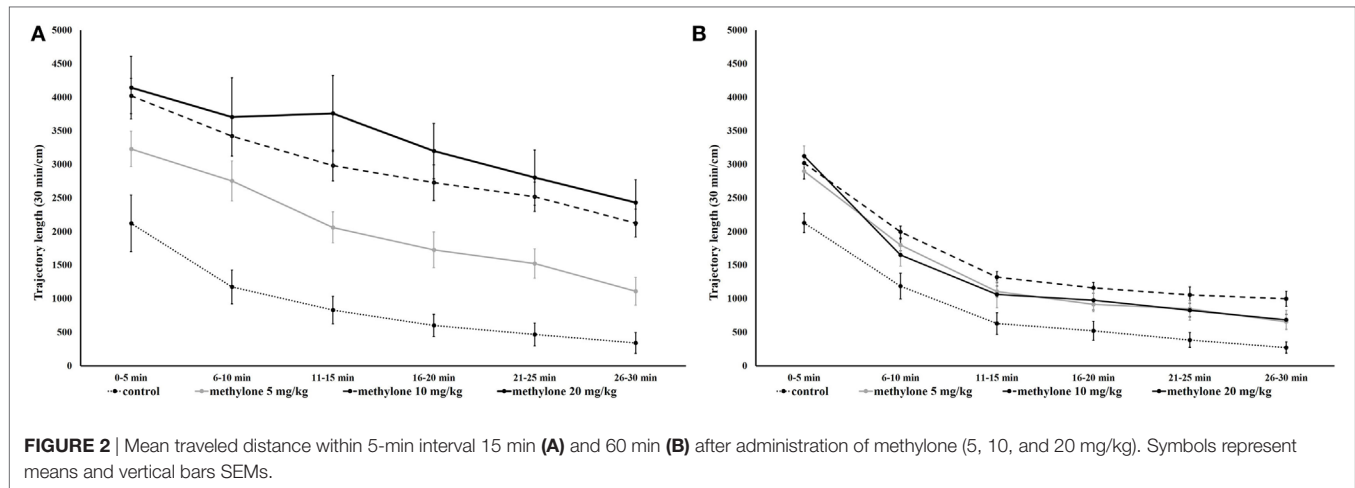 A
B
5000
4500
4000
3500
3000
2500
2000
1500
1000
500
0
Trajectory length (30 min/cm)
0-5 min 6-10 min 11-15 min 16-20 min 21-25 min 26-30 min
control methylone 5 mg/kg methylone 10 mg/kg methylone 20 mg/kg
5000
4500
4000
3500
3000
2500
2000
1500
1000
500
0
Trajectory length (30 min/cm)
0-5 min 6-10 min 11-15 min 16-20 min 21-25 min 26-30 min
control methylone 5 mg/kg methylone 10 mg/kg methylone 20 mg/kg
FIGURE 2 | Mean traveled distance within 5-min interval 15 min (A) and 60 min (B) after administration of methylone (5, 10, and 20 mg/kg). Symbols represent
means and vertical bars SEMs.